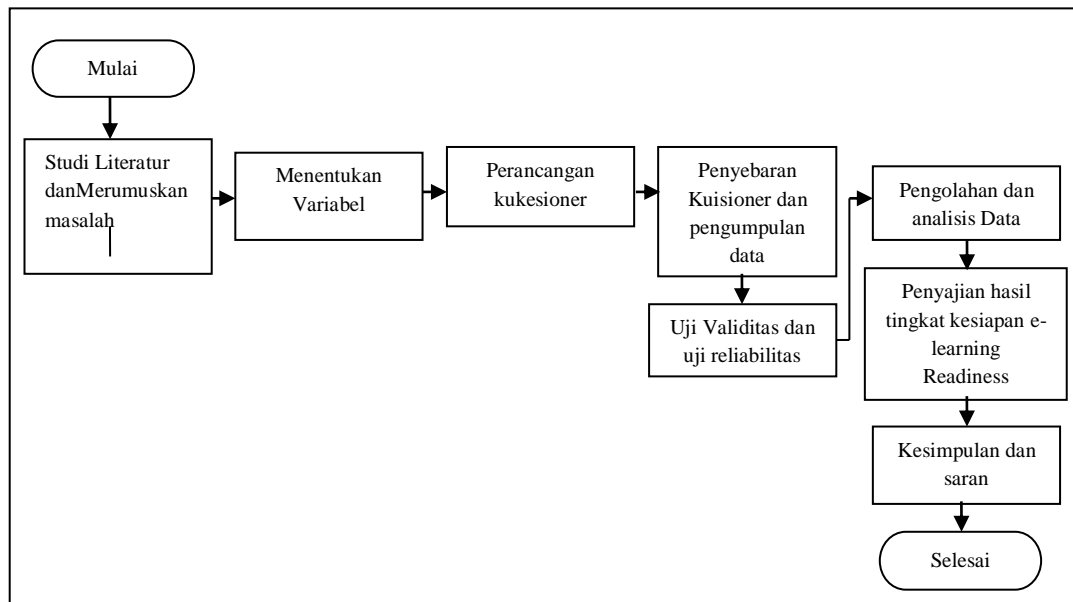 Mulai
Studi Literatur
danMerumuskan
masalah
Menentukan
Variabel
Perancangan
kukesioner
Penyebaran
Kuisioner dan
pengumpulan
data
Uji Validitas dan
uji reliabilitas
Pengolahan dan
analisis Data
Penyajian hasil
tingkat kesiapan e-
learning
Readiness
Kesimpulan dan
saran
Selesai